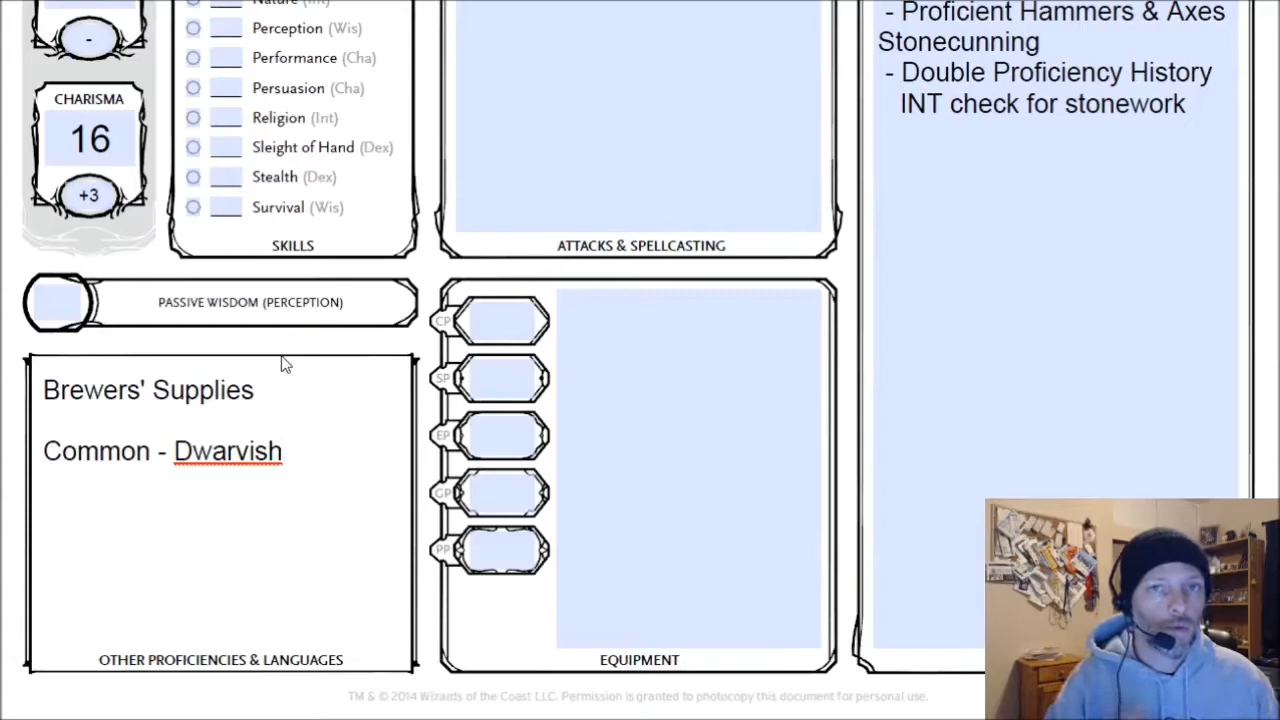 -
CHARISMA
16
+3
Nature (Int)
Perception (Wis)
Performance (Cha)
Persuasion (Cha)
Religion (Int)
Sleight of Hand (Dex)
Stealth (Dex)
Survival (Wis)
SKILLS
PASSIVE WISDOM (PERCEPTION)
Brewers' Supplies
Common - Dwarvish
OTHER PROFICIENCIES & LANGUAGES
ATTACKS & SPELLCASTING
CP
SP
EP
GP
PP
EQUIPMENT
- Proficient Hammers & Axes
Stonecunning
- Double Proficiency History
INT check for stonework
TM & © 2014 Wizards of the Coast LLC. Permission is granted to photocopy this document for personal use.